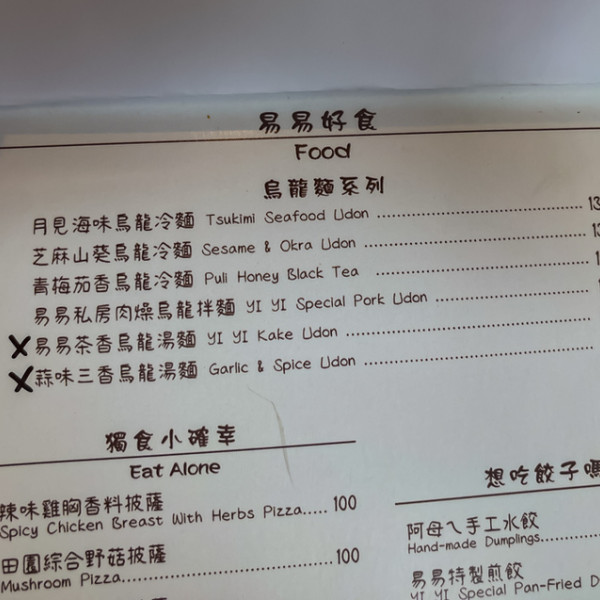 易易好食
Food
烏龍麵系列
月見海味烏龍冷麵 Tsukimi Seafood Udon
芝麻山葵烏龍冷麵 Sesame & Okra Udon
青梅茄香烏龍冷麵 Puli Honey Black Tea
易易私房肉燥烏龍拌麵 YI YI Special Pork Udon
易易茶香烏龍湯麵 YI YI Kake Udon
蒜味三香烏龍湯麵 Garlic & Spice Udon
獨食小確幸
Eat Alone
辣味雞胸香料披薩
Spicy Chicken Breast With Herbs Pizza..... 100
田園綜合野菇披薩
Mushroom Pizza................................. 100
想吃餃子嗎
阿母ㄟ手工水餃
Hand-made Dumplings
易易特製煎餃
YI YI Special Pan-Fried